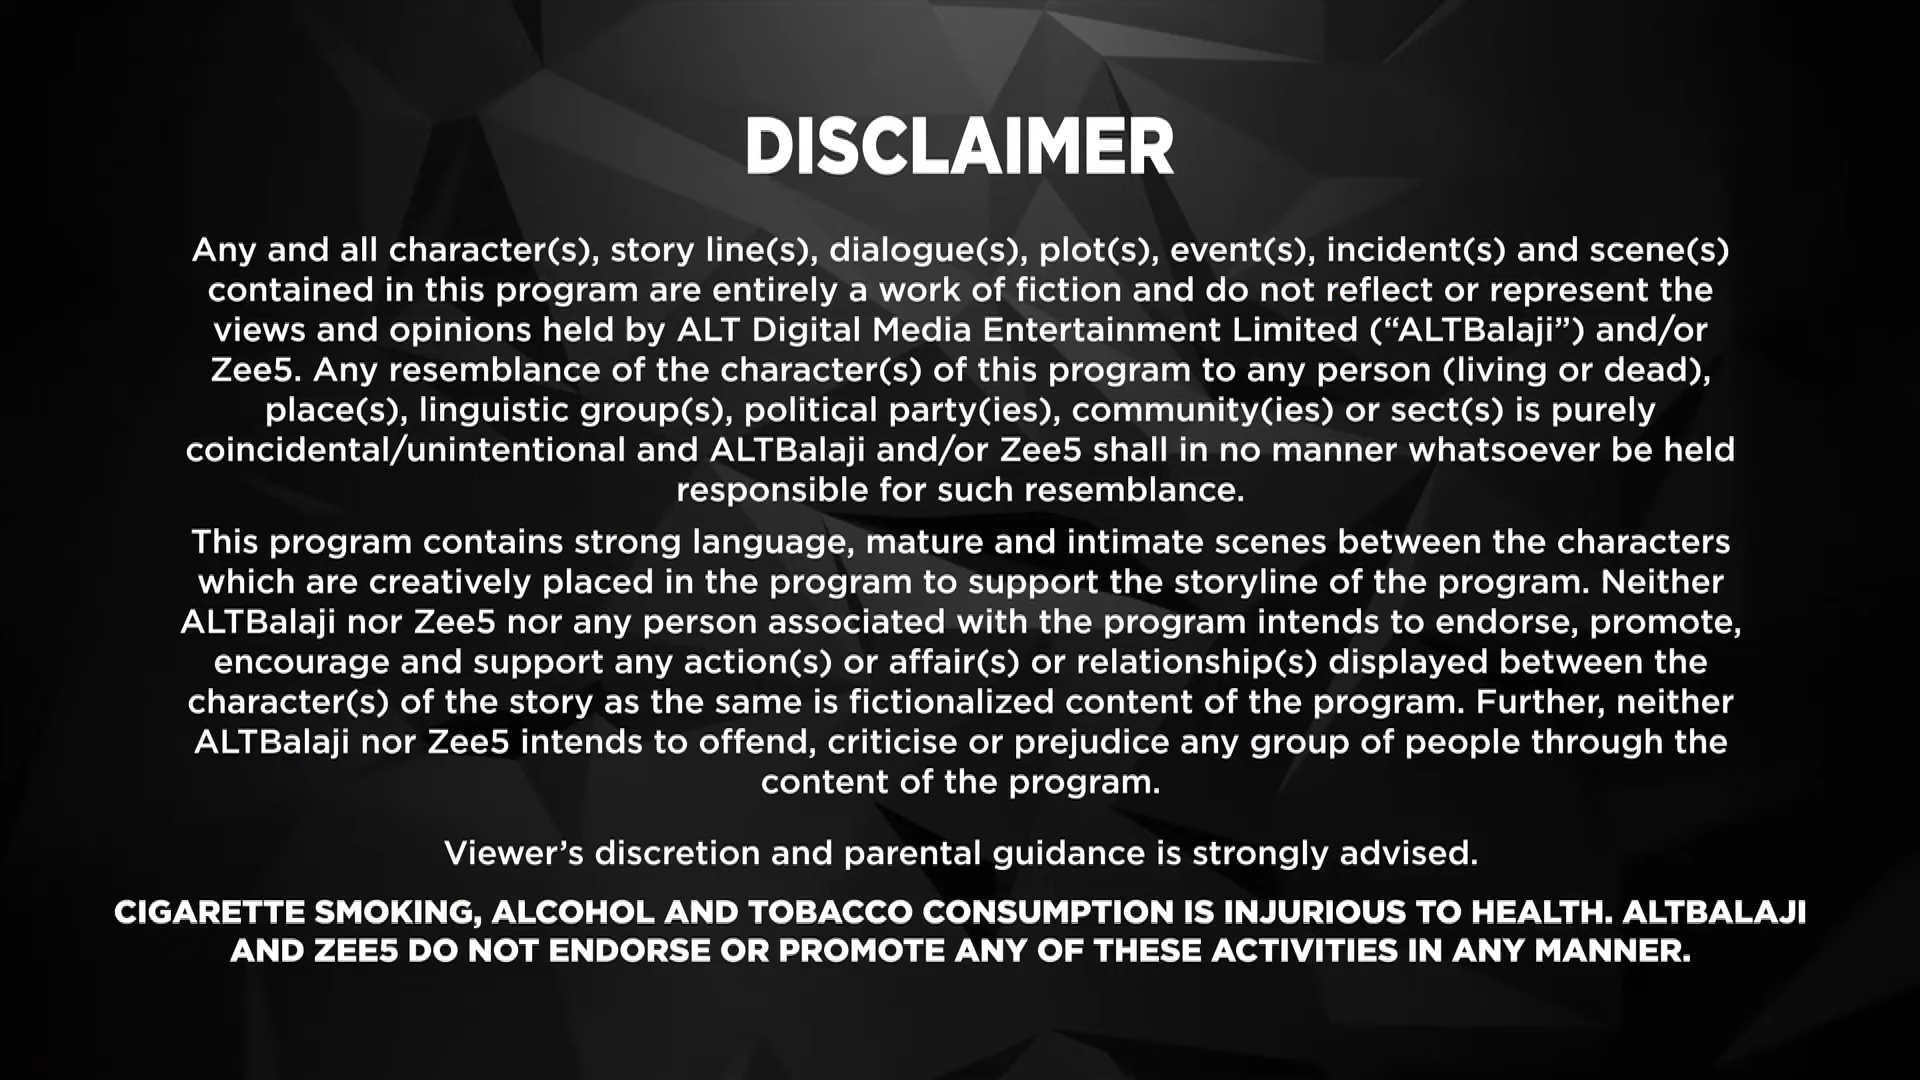 DISCLAIMER
Any and all character(s), story line(s), dialogue(s), plot(s), event(s), incident(s) and scene(s)
contained in this program are entirely a work of fiction and do not reflect or represent the
views and opinions held by ALT Digital Media Entertainment Limited (“ALTBalaji”) and/or
Zee5. Any resemblance of the character(s) of this program to any person (living or dead),
place(s), linguistic group(s), political party(ies), community(ies) or sect(s) is purely
coincidental/unintentional and ALTBalaji and/or Zee5 shall in no manner whatsoever be held
responsible for such resemblance.
This program contains strong language, mature and intimate scenes between the characters
which are creatively placed in the program to support the storyline of the program. Neither
ALTBalaji nor Zee5 nor any person associated with the program intends to endorse, promote,
encourage and support any action(s) or affair(s) or relationship(s) displayed between the
character(s) of the story as the same is fictionalized content of the program. Further, neither
ALTBalaji nor Zee5 intends to offend, criticise or prejudice any group of people through the
content of the program.
Viewer’s discretion and parental guidance is strongly advised.
CIGARETTE SMOKING, ALCOHOL AND TOBACCO CONSUMPTION IS INJURIOUS TO HEALTH. ALTBALAJI
AND ZEE5 DO NOT ENDORSE OR PROMOTE ANY OF THESE ACTIVITIES IN ANY MANNER.